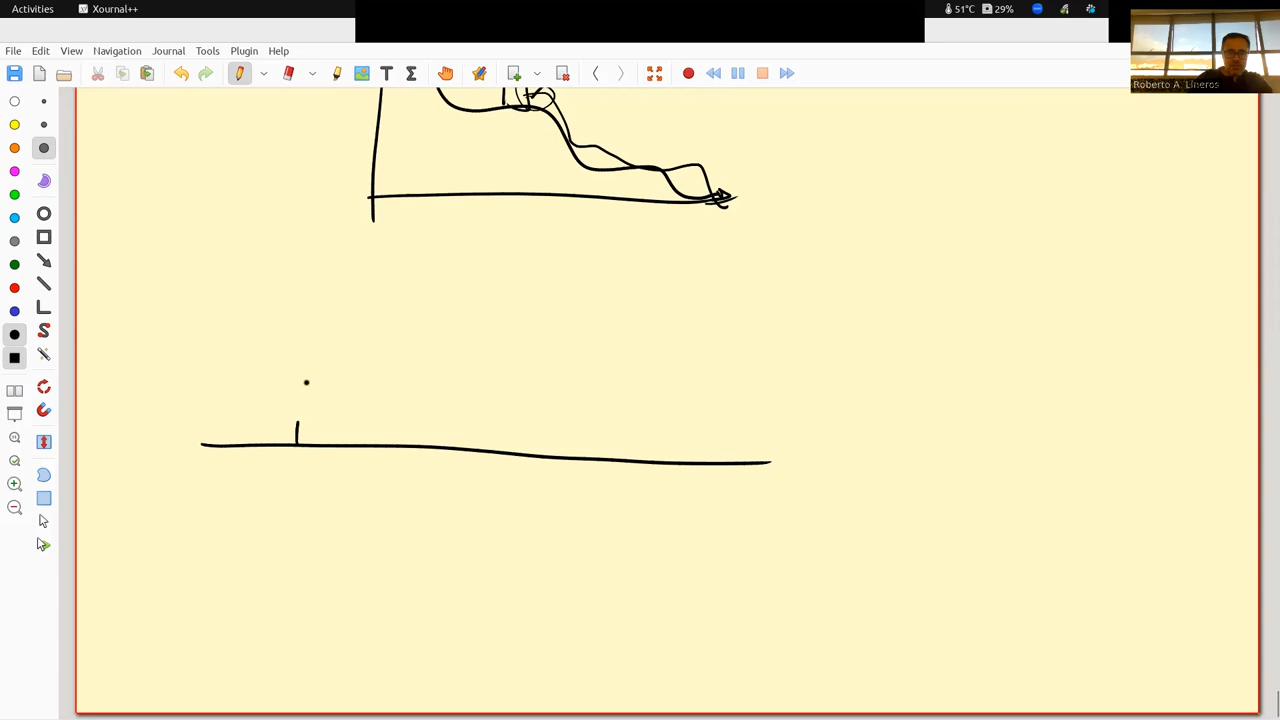 Activities
Xournal++
51°C
29%
File Edit View Navigation Journal Tools Plugin Help
Roberto A. Lineros